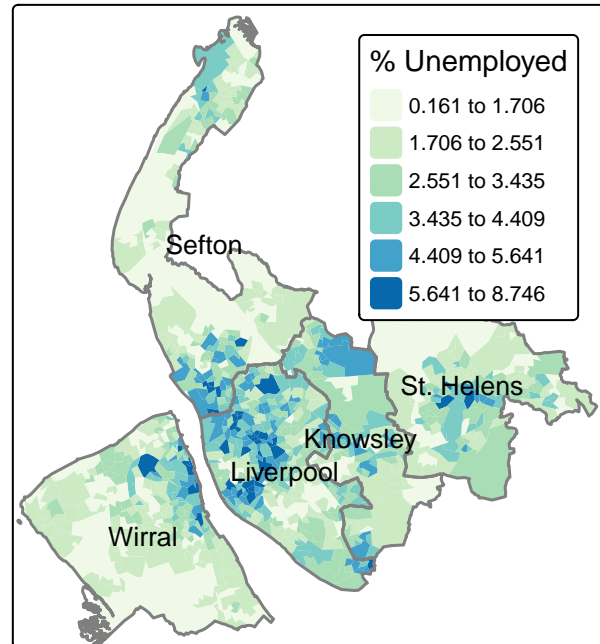 % Unemployed
0.161 to 1.706
1.706 to 2.551
2.551 to 3.435
3.435 to 4.409
4.409 to 5.641
5.641 to 8.746
Sefton
St. Helens
Knowsley
Liverpool
Wirral